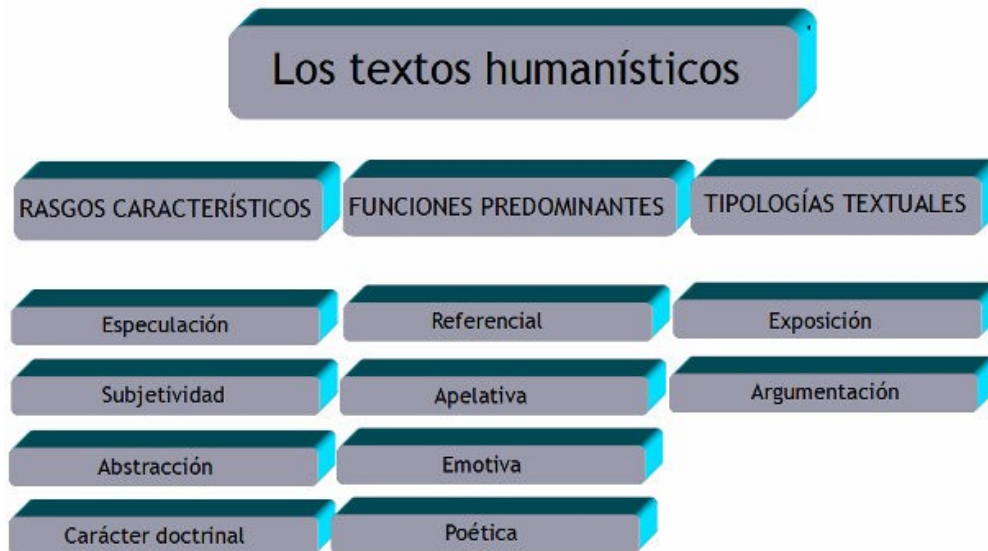 Los textos humanísticos
RASGOS CARACTERÍSTICOS
FUNCIONES PREDOMINANTES
TIPOLOGÍAS TEXTUALES
Especulación
Referencial
Exposición
Subjetividad
Apelativa
Argumentación
Abstracción
Emotiva
Carácter doctrinal
Poética